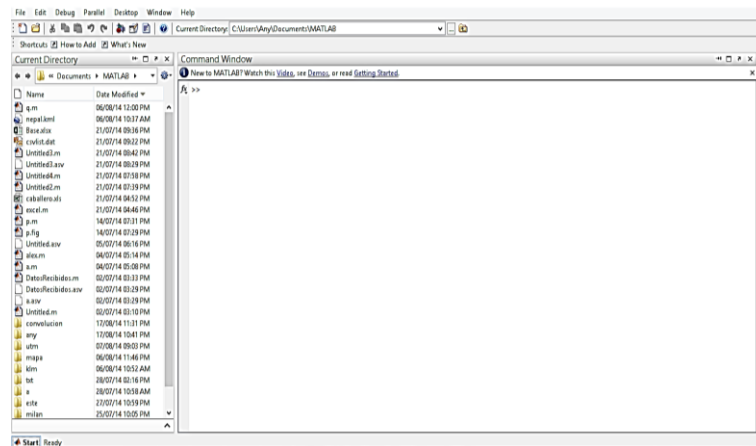 File Edit Debug Parallel Desktop Window Help
Current Directory: C:\Users\Any\Documents\MATLAB
Shortcuts How to Add What's New
Current Directory
Documents MATLAB
Name Date Modified
q.m 06/08/14 12:00 PM
nepal.kml 06/08/14 10:37 AM
Base.xlsx 21/07/14 09:36 PM
civlist.dat 21/07/14 09:22 PM
Untitled3.m 21/07/14 08:42 PM
Untitled3.asv 21/07/14 08:29 PM
Untitled4.m 21/07/14 07:58 PM
Untitled2.m 21/07/14 07:39 PM
caballero.xls 21/07/14 04:52 PM
excel.m 21/07/14 04:46 PM
p.m 14/07/14 07:31 PM
p.fig 14/07/14 07:29 PM
Untitled.asv 05/07/14 06:16 PM
alex.m 04/07/14 05:14 PM
a.m 04/07/14 05:08 PM
DatosRecibidos.m 02/07/14 03:33 PM
DatosRecibidos.asv 02/07/14 03:29 PM
a.asv 02/07/14 03:29 PM
Untitled.m 02/07/14 03:10 PM
convolucion 17/08/14 11:31 PM
any 17/08/14 10:41 PM
utm 07/08/14 09:03 PM
mapa 06/08/14 11:46 PM
klm 06/08/14 10:52 AM
txt 28/07/14 02:16 PM
a 28/07/14 10:58 AM
este 27/07/14 10:59 PM
milan 25/07/14 10:05 PM
Command Window
New to MATLAB? Watch this Video, see Demos, or read Getting Started.
fx >>
Start Ready